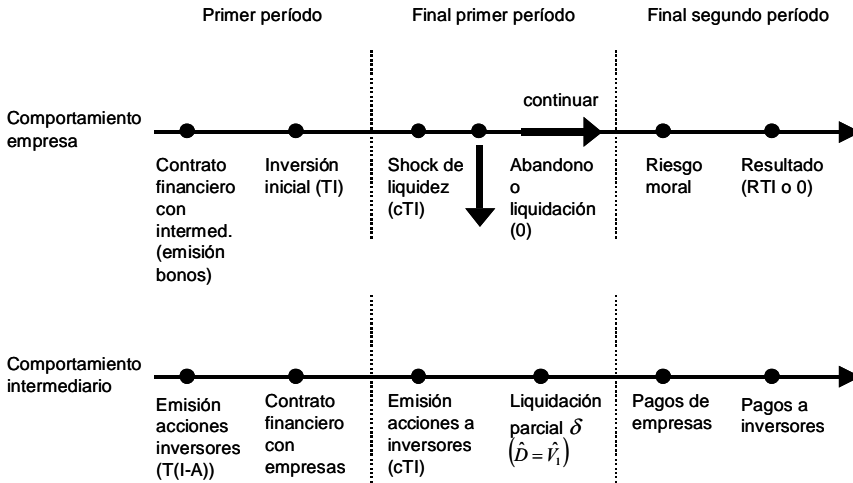 Primer período
Final primer período
Final segundo período
continuar
Comportamiento
empresa
Contrato
financiero
con
intermed.
(emisión
bonos)
Inversión
inicial (TI)
Shock de
liquidez
(cTI)
Abandono
o
liquidación
(0)
Riesgo
moral
Resultado
(RTI o 0)
Comportamiento
intermediario
Emisión
acciones
inversores
(T(I-A))
Contrato
financiero
con
empresas
Emisión
acciones a
inversores
(cTI)
Liquidación
parcial δ
(D̂ = V̂₁)
Pagos de
empresas
Pagos a
inversores